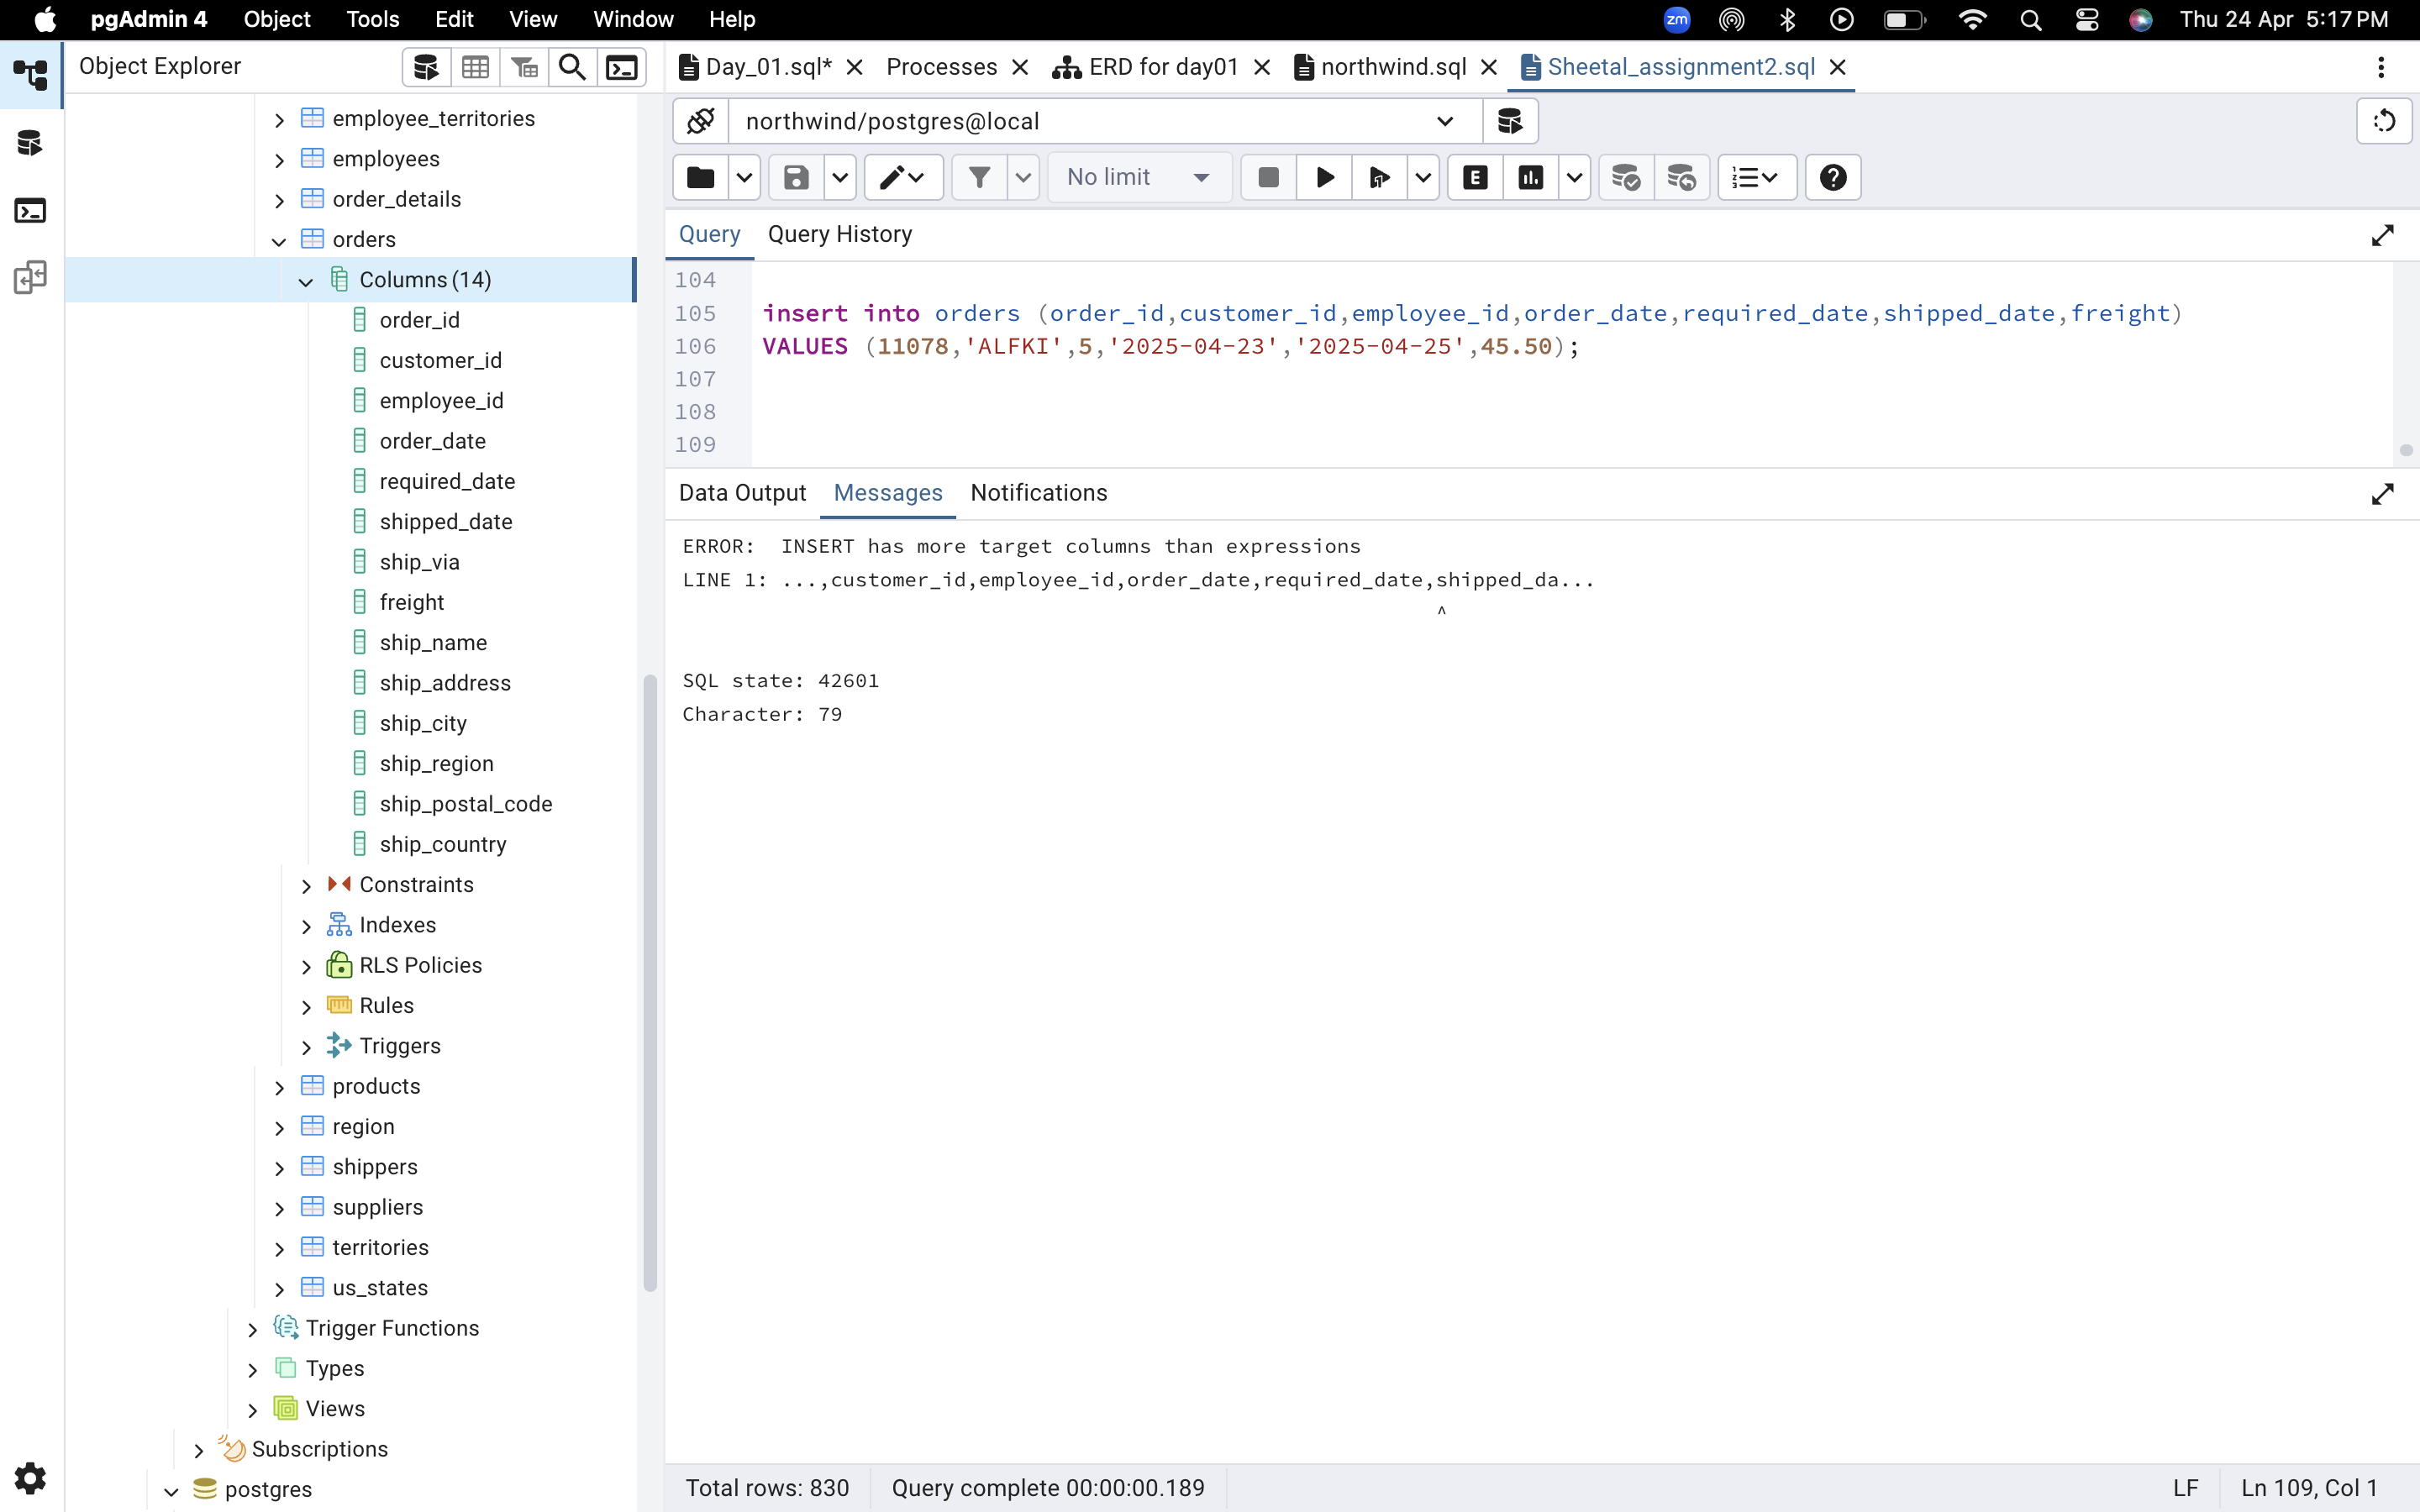 pgAdmin 4 Object Tools Edit View Window Help zm Thu 24 Apr 5:17 PM
Object Explorer
employee_territories
employees
order_details
orders
Columns (14)
order_id
customer_id
employee_id
order_date
required_date
shipped_date
ship_via
freight
ship_name
ship_address
ship_city
ship_region
ship_postal_code
ship_country
Constraints
Indexes
RLS Policies
Rules
Triggers
products
region
shippers
suppliers
territories
us_states
Trigger Functions
Types
Views
Subscriptions
postgres
Day_01.sql* Processes ERD for day01 northwind.sql Sheetal_assignment2.sql
northwind/postgres@local
No limit E
Query Query History
104
105 insert into orders (order_id,customer_id,employee_id,order_date,required_date,shipped_date,freight)
106 VALUES (11078,'ALFKI',5,'2025-04-23','2025-04-25',45.50);
107
108
109
Data Output Messages Notifications
ERROR: INSERT has more target columns than expressions
LINE 1: ...,customer_id,employee_id,order_date,required_date,shipped_da...
^
SQL state: 42601
Character: 79
Total rows: 830 Query complete 00:00:00.189 LF Ln 109, Col 1